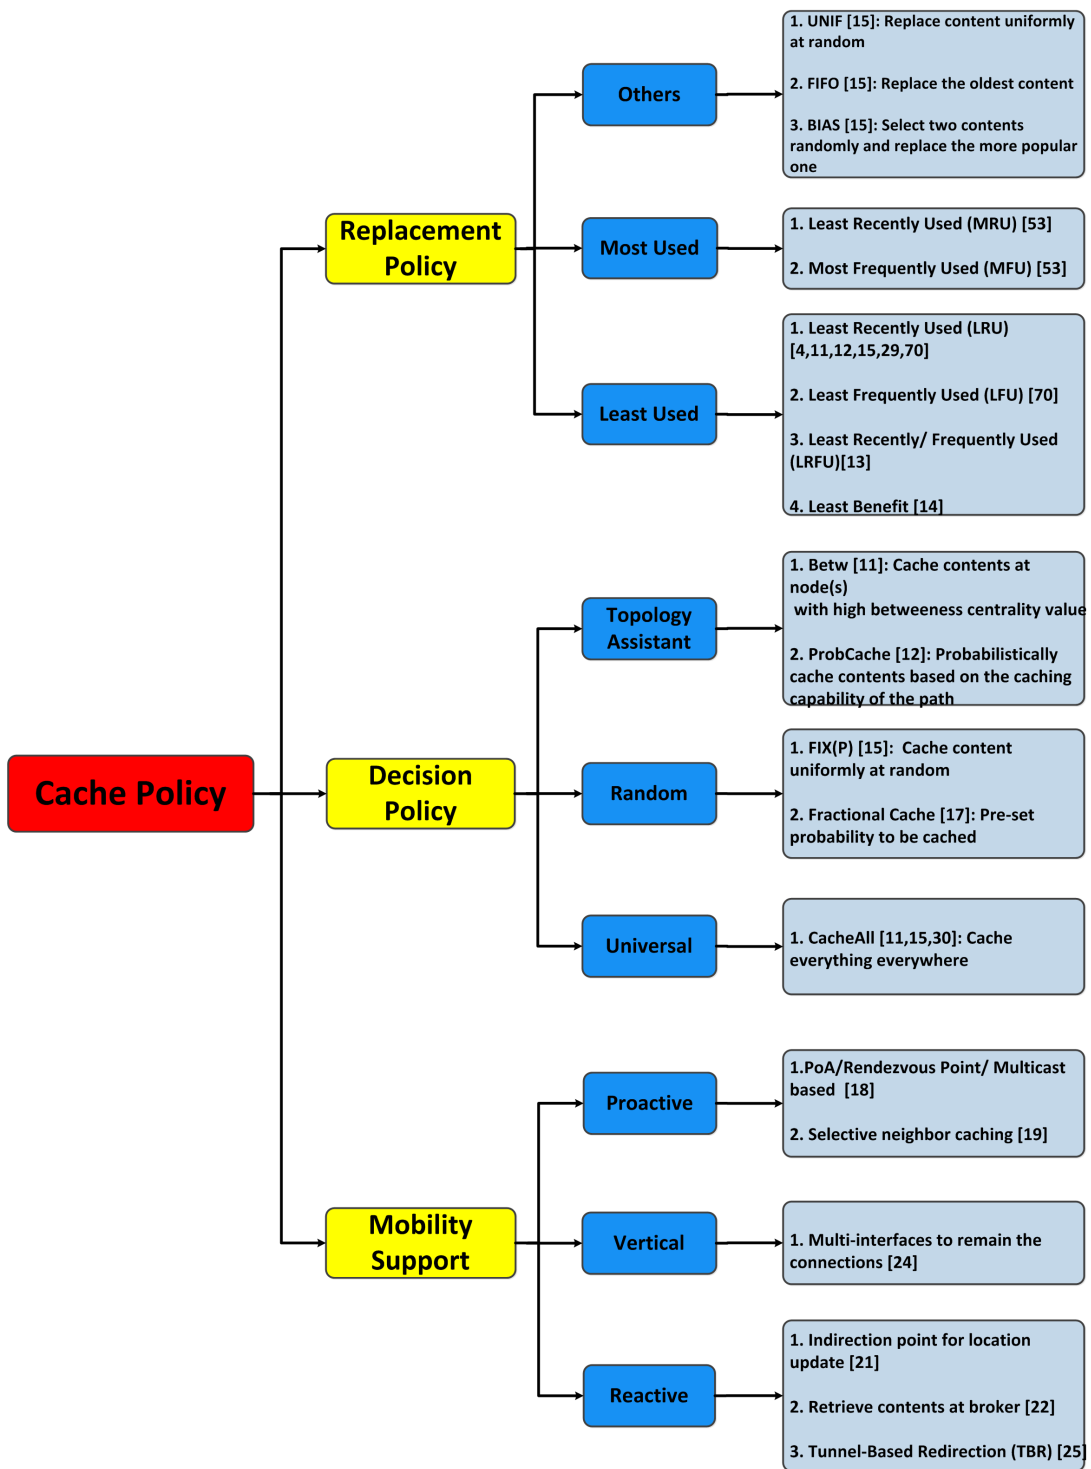 Cache Policy
Replacement
Policy
Others
1. UNIF [15]: Replace content uniformly
at random
2. FIFO [15]: Replace the oldest content
3. BIAS [15]: Select two contents
randomly and replace the more popular
one
Most Used
1. Least Recently Used (MRU) [53]
2. Most Frequently Used (MFU) [53]
Least Used
1. Least Recently Used (LRU)
[4,11,12,15,29,70]
2. Least Frequently Used (LFU) [70]
3. Least Recently/ Frequently Used
(LRFU)[13]
4. Least Benefit [14]
Decision
Policy
Topology
Assistant
1. Betw [11]: Cache contents at
node(s)
with high betweeness centrality value
2. ProbCache [12]: Probabilistically
cache contents based on the caching
capability of the path
Random
1. FIX(P) [15]:  Cache content
uniformly at random
2. Fractional Cache [17]: Pre-set
probability to be cached
Universal
1. CacheAll [11,15,30]: Cache
everything everywhere
Mobility
Support
Proactive
1.PoA/Rendezvous Point/ Multicast
based  [18]
2. Selective neighbor caching [19]
Vertical
1. Multi-interfaces to remain the
connections [24]
Reactive
1. Indirection point for location
update [21]
2. Retrieve contents at broker [22]
3. Tunnel-Based Redirection (TBR) [25]